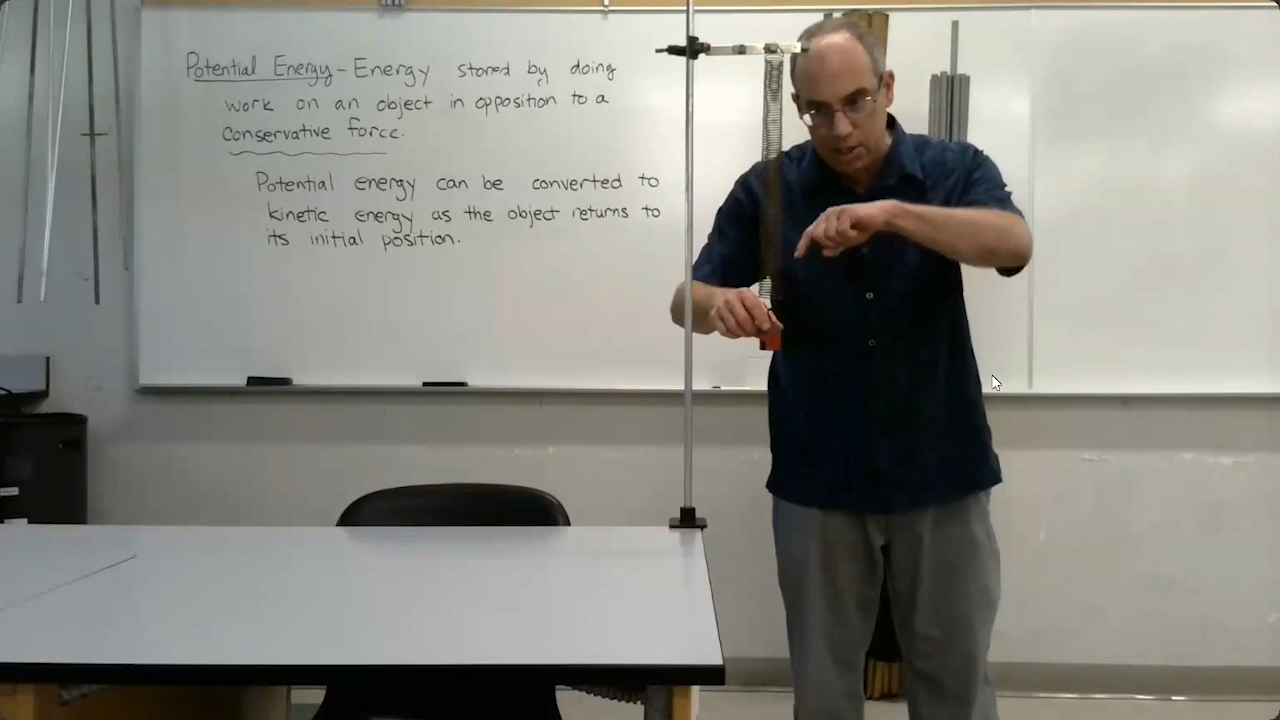 Potential Energy - Energy stored by doing
work on an object in opposition to a
conservative force.
Potential energy can be converted to
kinetic energy as the object returns to
its initial position.